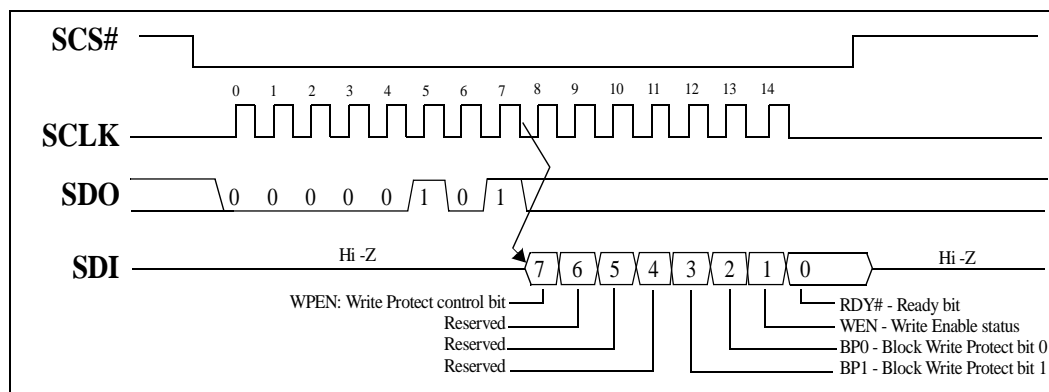 SCS#
0 1 2 3 4 5 6 7 8 9 10 11 12 13 14
SCLK
SDO 0 0 0 0 0 1 0 1
Hi -Z
SDI 7 6 5 4 3 2 1 0
Hi -Z
WPEN: Write Protect control bit
Reserved
Reserved
Reserved
RDY# - Ready bit
WEN - Write Enable status
BP0 - Block Write Protect bit 0
BP1 - Block Write Protect bit 1